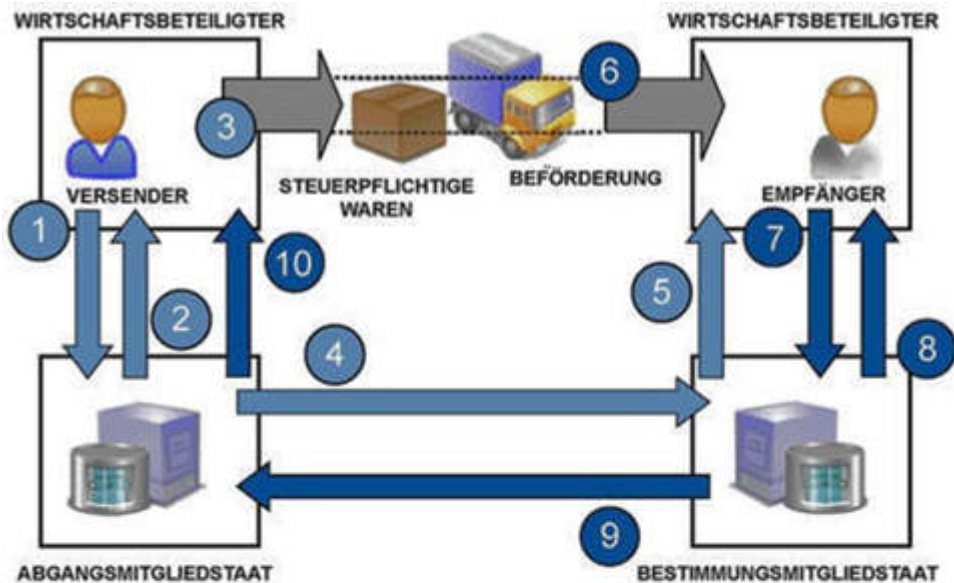 WIRTSCHAFTSBETEILIGTER
WIRTSCHAFTSBETEILIGTER
6
3
STEUERPFLICHTIGE
WAREN
BEFÖRDERUNG
VERSENDER
EMPFÄNGER
1
7
10
5
2
4
8
9
ABGANGSMITGLIEDSTAAT
BESTIMMUNGSMITGLIEDSTAAT